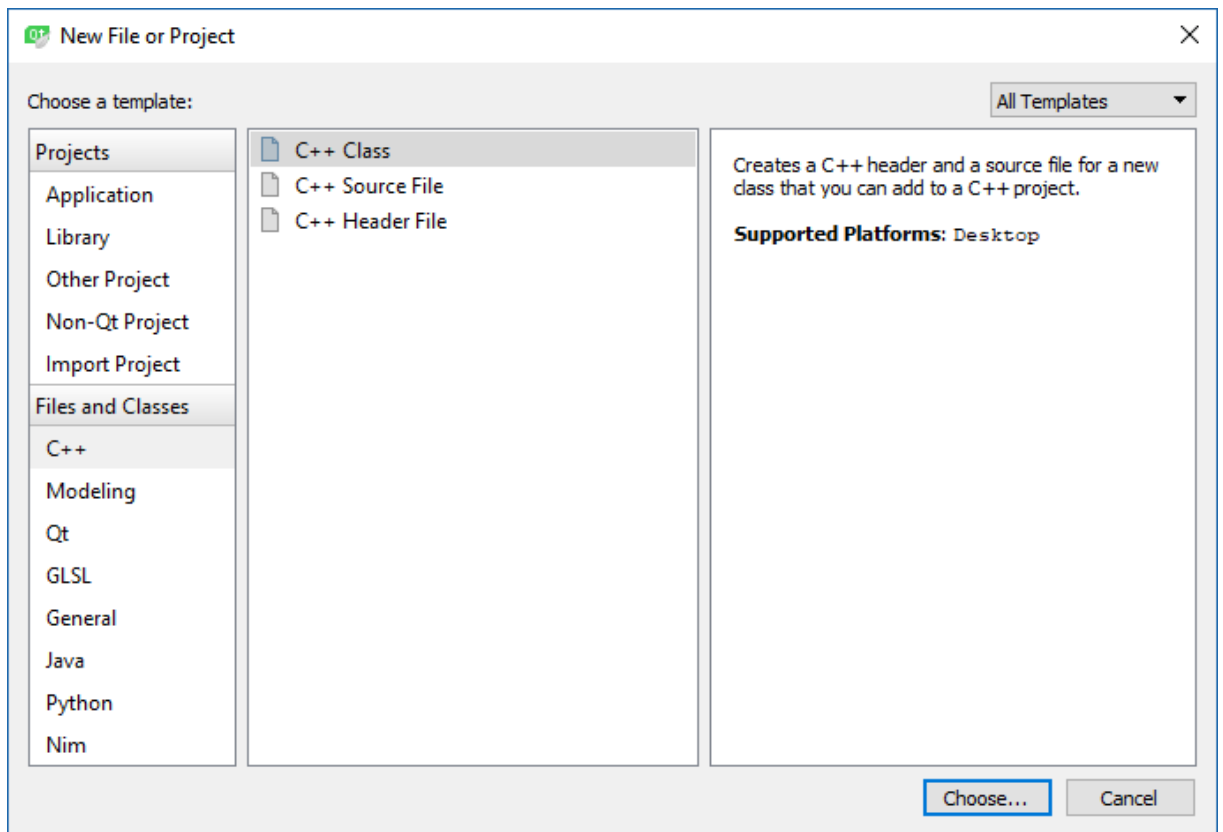 Qt New File or Project
Choose a template:
All Templates
Projects
Application
Library
Other Project
Non-Qt Project
Import Project
Files and Classes
C++
Modeling
Qt
GLSL
General
Java
Python
Nim
C++ Class
C++ Source File
C++ Header File
Creates a C++ header and a source file for a new
class that you can add to a C++ project.
Supported Platforms: Desktop
Choose...
Cancel